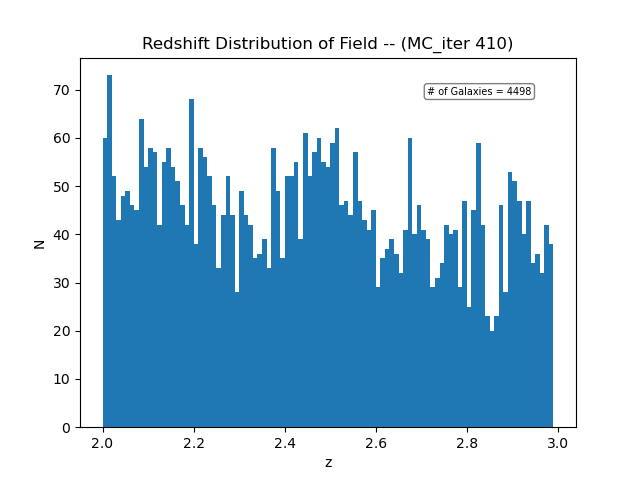 Redshift Distribution of Field -- (MC_iter 410)
# of Galaxies = 4498
70
60
50
40
30
20
10
0
N
2.0 2.2 2.4 2.6 2.8 3.0
z